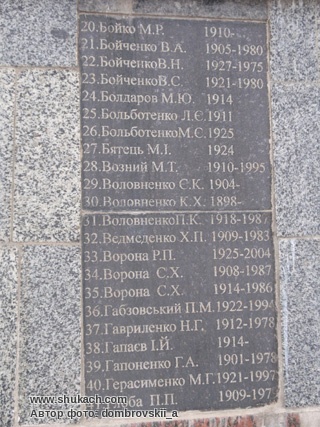 20.Бойко М.Р. 1910-
21.Бойченко В.А. 1905-1980
22.БойченкоВ.Н. 1927-1975
23.БойченкоВ.С. 1921-1980
24.Болдаров М.Ю. 1914
25.Больботенко Л.Є.1911
26.БольботенкоМ.Є.1925
27.Бятець М.І. 1924
28.Возний М.Т. 1910-1995
29.Воловненко С.К. 1904-
30.Воловненко К.Х. 1898-
31.ВоловненкоП.К. 1918-1987
32.Ведмеденко Х.П. 1909-1983
33.Ворона Р.П. 1925-2004
34.Ворона С.Х. 1908-1987
35.Ворона С.Х. 1914-1986
36.Габзовський П.М.1922-1994
37.Гавриленко Н.Г. 1912-1978
38.Гапаєв І.Й. 1914-
39.Гапоненко Г.А. 1901-1978
40.Герасименко М.Г.1921-1997
П.П. 1909-197
www.shukach.com
Автор фото dombrovskii_a